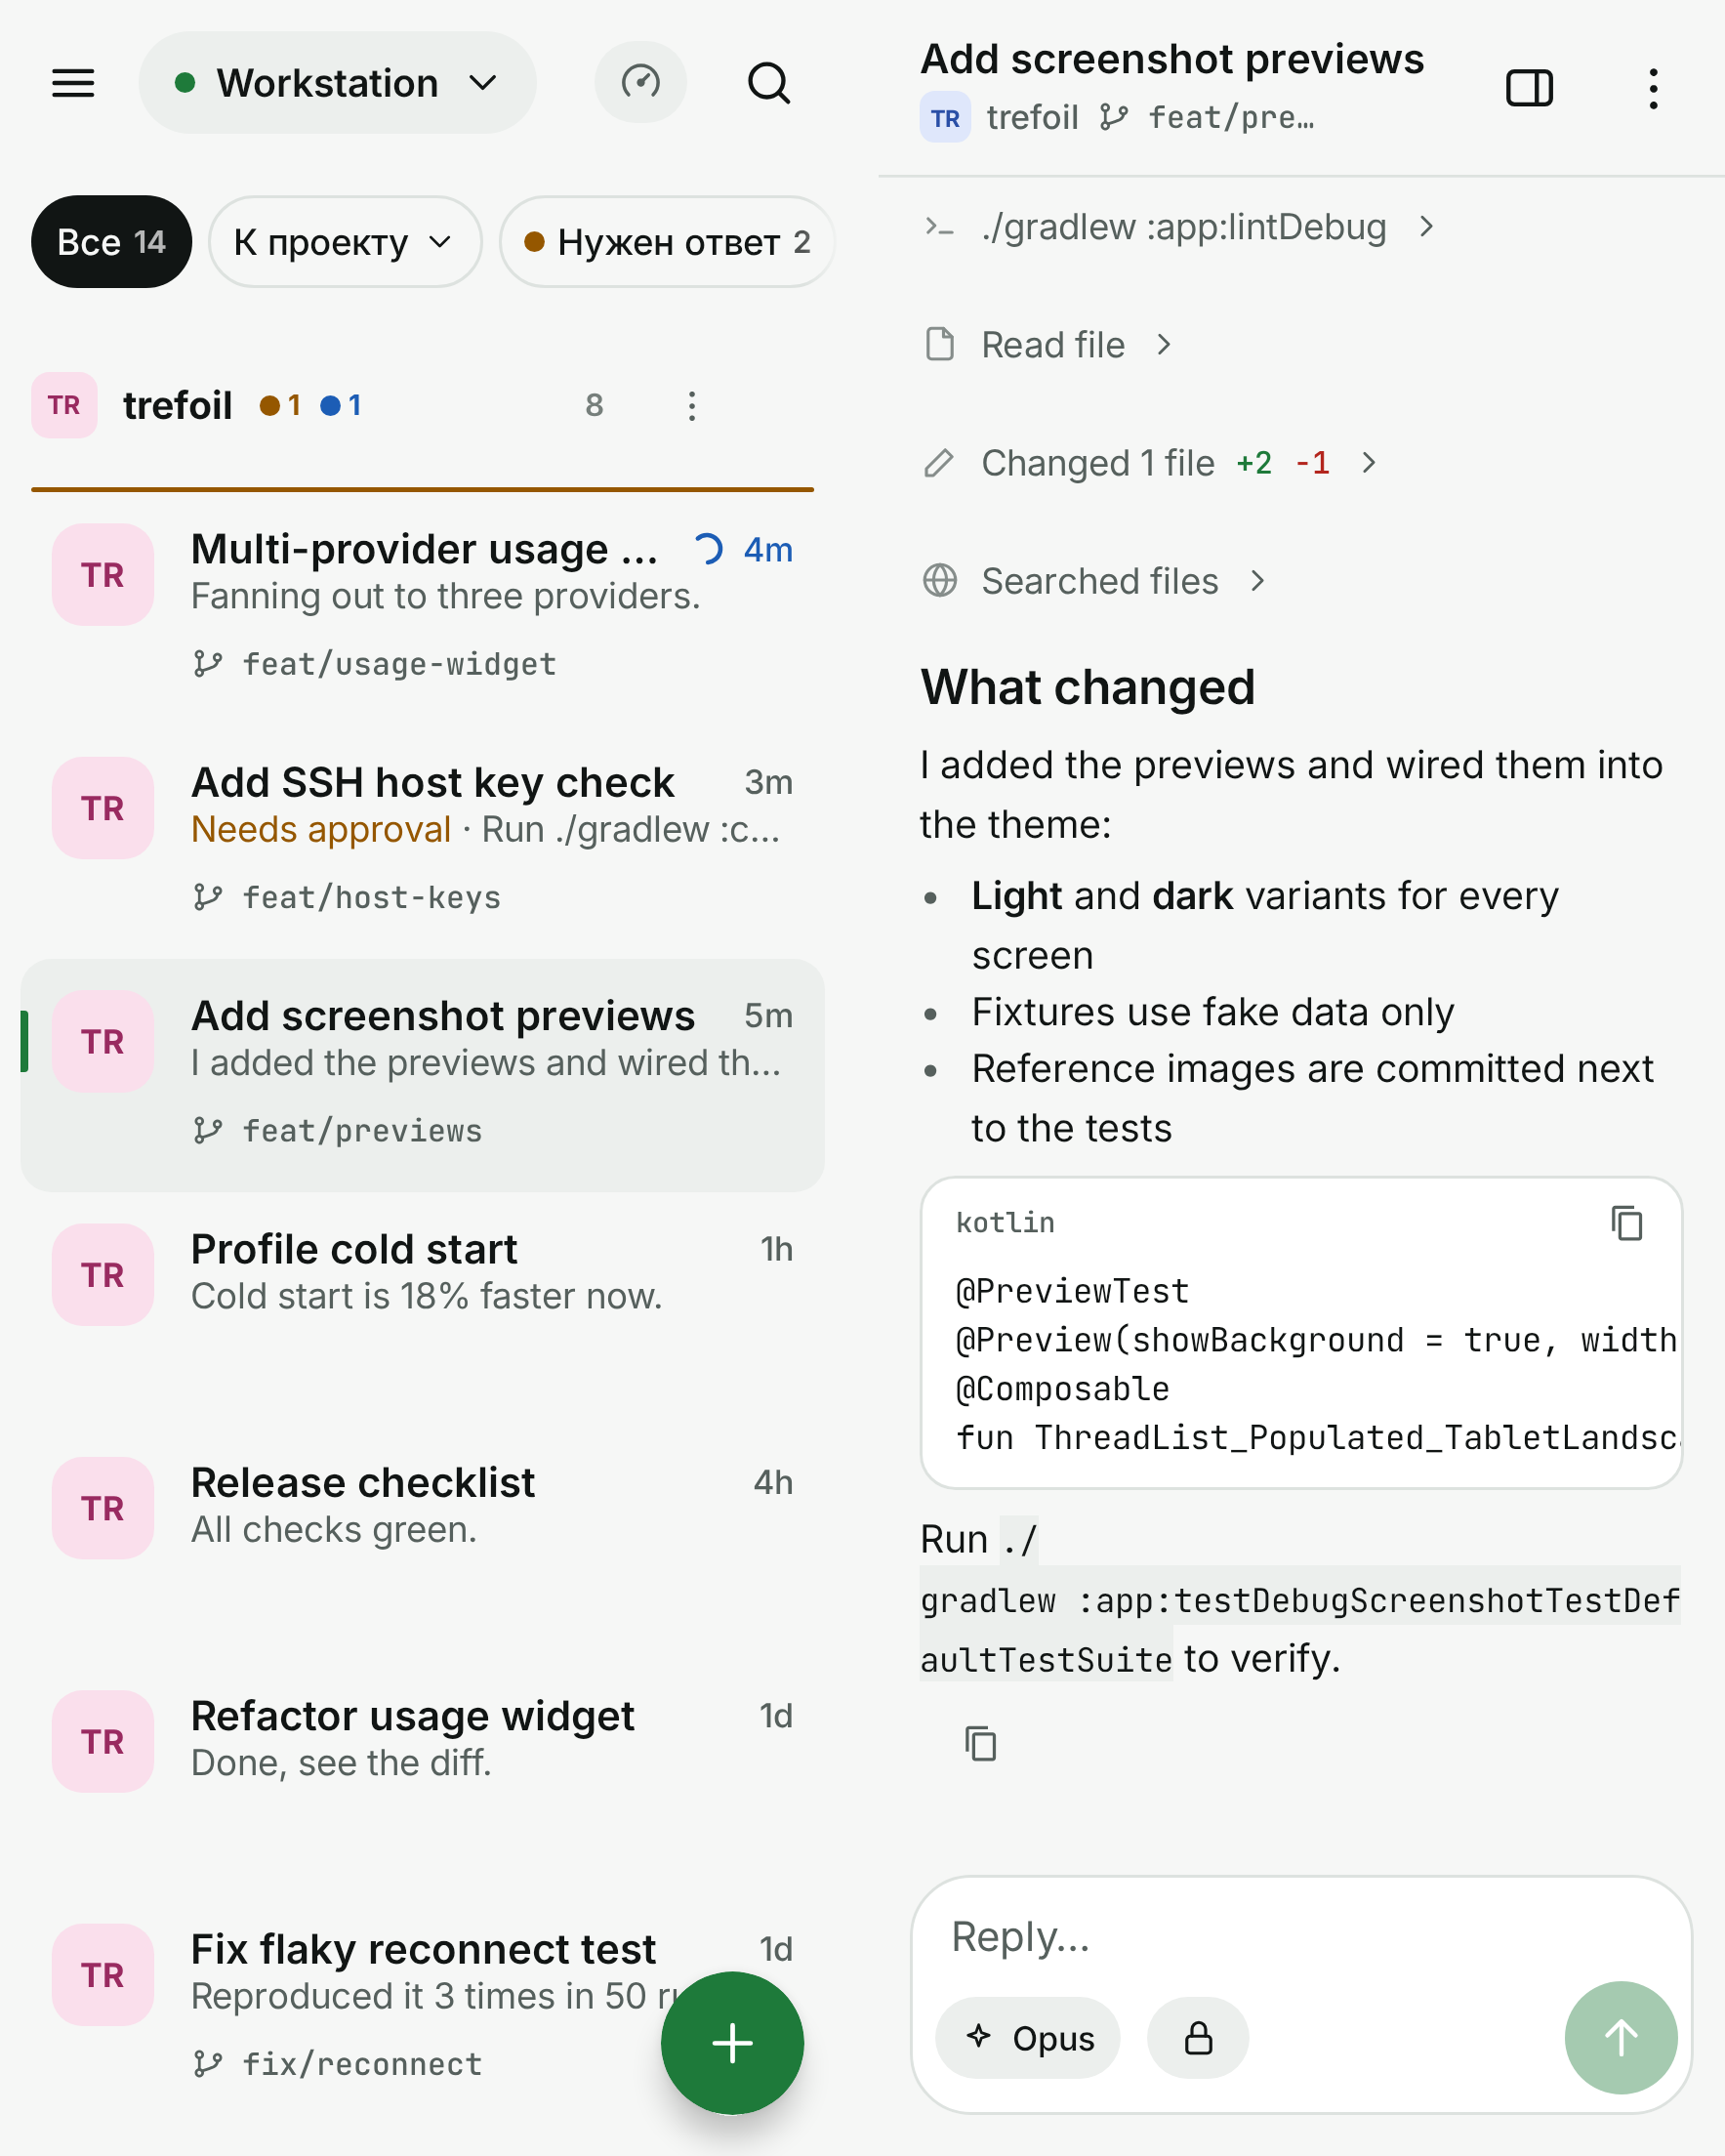 Workstation
Все 14
К проекту
Нужен ответ 2
TR trefoil 1 1 8
TR
Multi-provider usage … 4m
Fanning out to three providers.
feat/usage-widget
TR
Add SSH host key check 3m
Needs approval · Run ./gradlew :c…
feat/host-keys
TR
Add screenshot previews 5m
I added the previews and wired th…
feat/previews
TR
Profile cold start 1h
Cold start is 18% faster now.
TR
Release checklist 4h
All checks green.
TR
Refactor usage widget 1d
Done, see the diff.
TR
Fix flaky reconnect test 1d
Reproduced it 3 times in 50
fix/reconnect
Add screenshot previews
TR trefoil feat/pre…
./gradlew :app:lintDebug
Read file
Changed 1 file +2 -1
Searched files
What changed
I added the previews and wired them into
the theme:
• Light and dark variants for every
screen
• Fixtures use fake data only
• Reference images are committed next
to the tests
kotlin
@PreviewTest
@Preview(showBackground = true, width
@Composable
fun ThreadList_Populated_TabletLandsc
Run ./
gradlew :app:testDebugScreenshotTestDef
aultTestSuite to verify.
Reply…
Opus